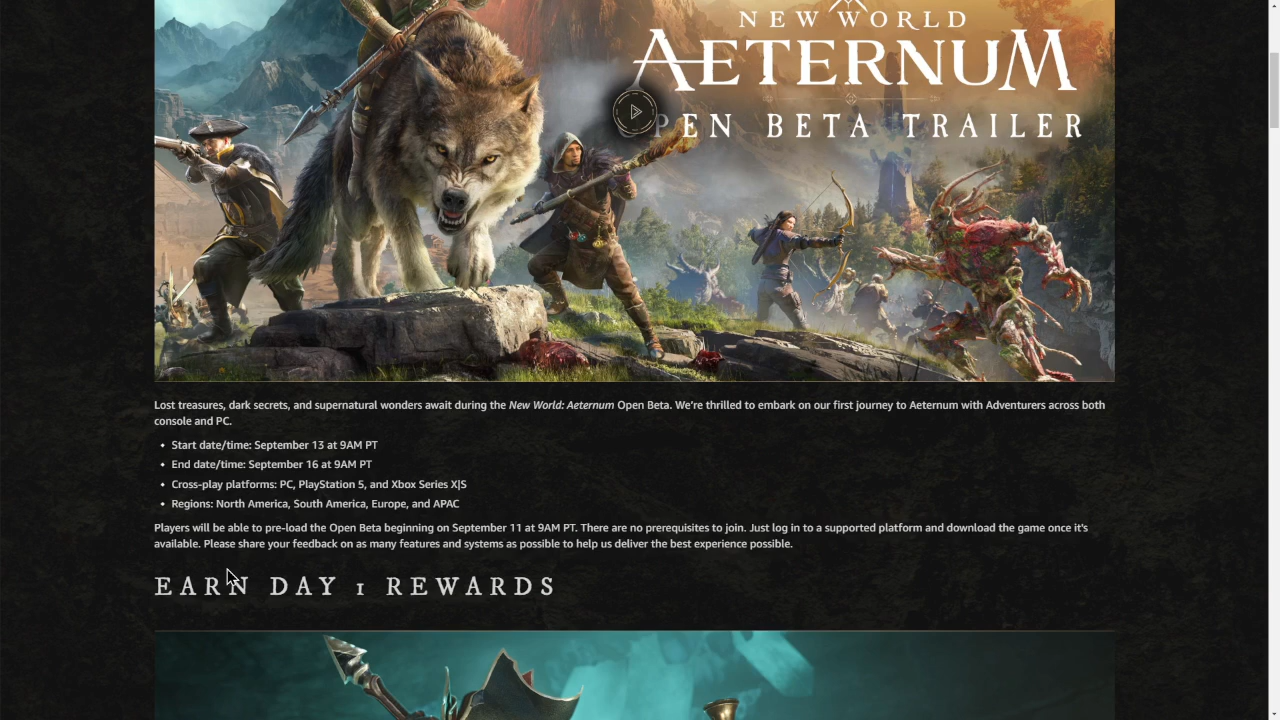 NEW WORLD
AETERNUM
PEN BETA TRAILER
Lost treasures, dark secrets, and supernatural wonders await during the New World: Aeternum Open Beta. We're thrilled to embark on our first journey to Aeternum with Adventurers across both
console and PC.
Start date/time: September 13 at 9AM PT
End date/time: September 16 at 9AM PT
Cross-play platforms: PC, PlayStation 5, and Xbox Series X|S
Regions: North America, South America, Europe, and APAC
Players will be able to pre-load the Open Beta beginning on September 11 at 9AM PT. There are no prerequisites to join. Just log in to a supported platform and download the game once it's
available. Please share your feedback on as many features and systems as possible to help us deliver the best experience possible.
EARN DAY 1 REWARDS